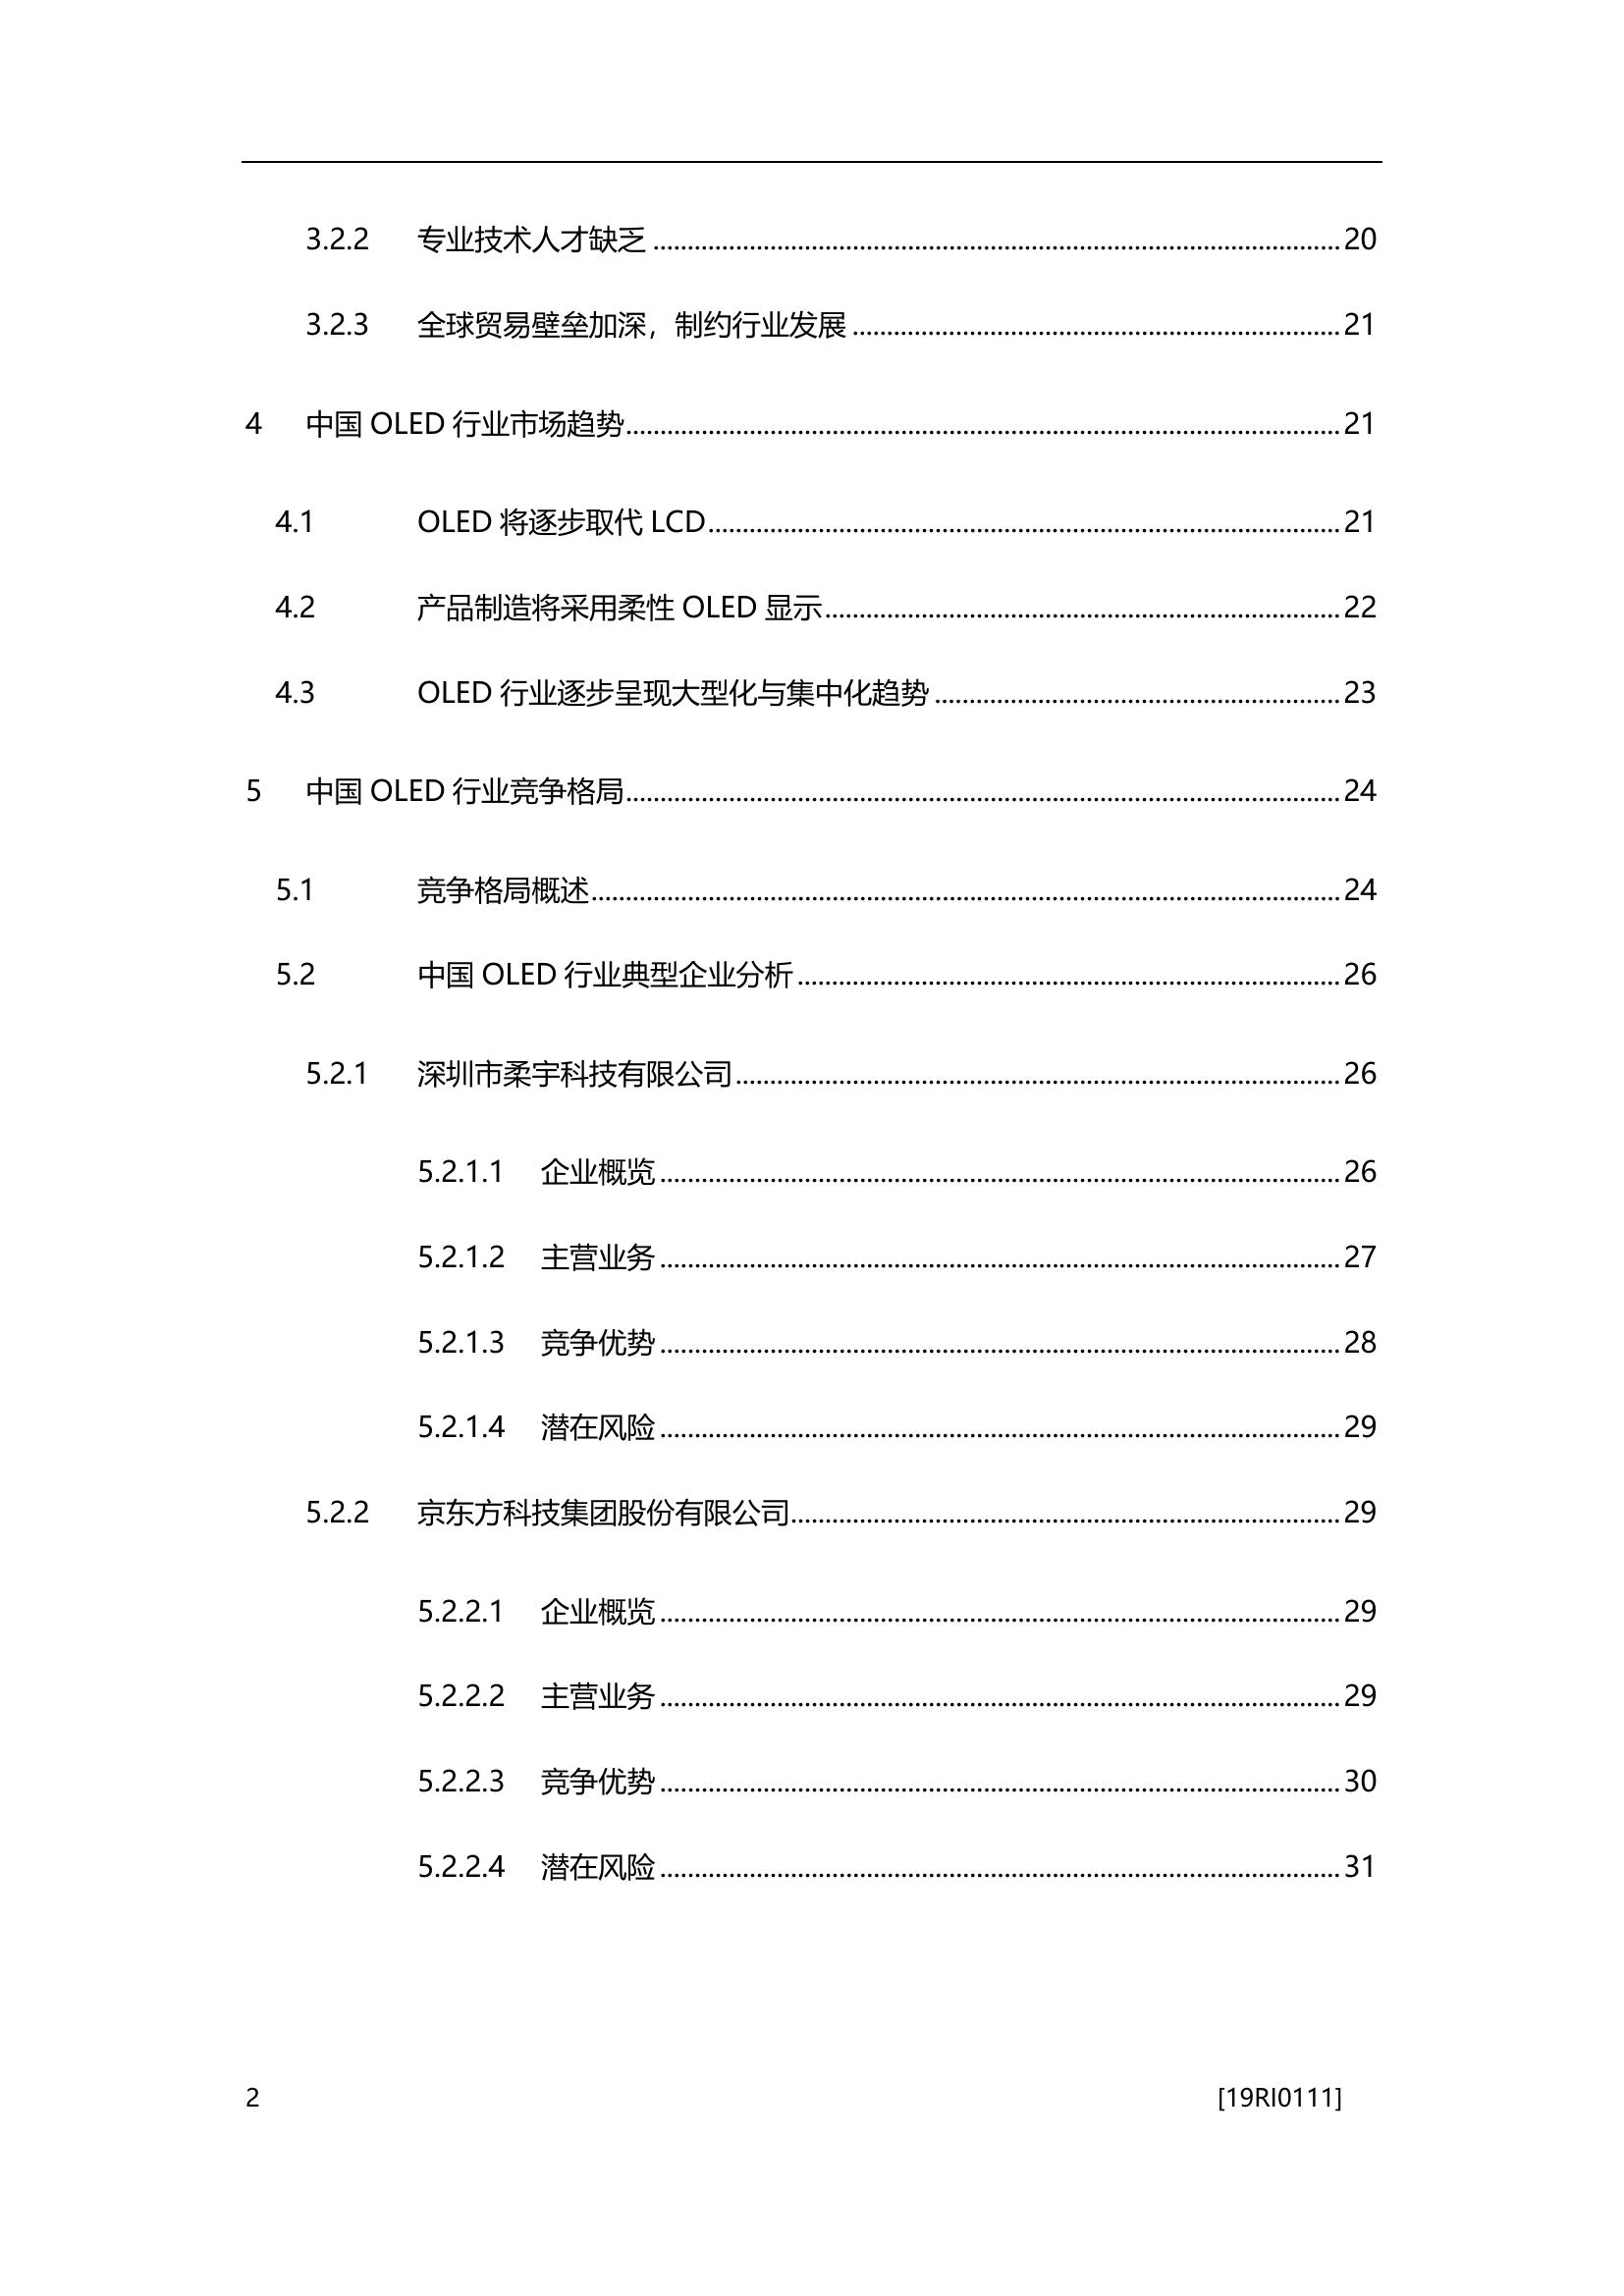 3.2.2 专业技术人才缺乏 ........ 20
3.2.3 全球贸易壁垒加深，制约行业发展 ........ 21
4 中国 OLED 行业市场趋势 ........ 21
4.1 OLED 将逐步取代 LCD ........ 21
4.2 产品制造将采用柔性 OLED 显示 ........ 22
4.3 OLED 行业逐步呈现大型化与集中化趋势 ........ 23
5 中国 OLED 行业竞争格局 ........ 24
5.1 竞争格局概述 ........ 24
5.2 中国 OLED 行业典型企业分析 ........ 26
5.2.1 深圳市柔宇科技有限公司 ........ 26
5.2.1.1 企业概览 ........ 26
5.2.1.2 主营业务 ........ 27
5.2.1.3 竞争优势 ........ 28
5.2.1.4 潜在风险 ........ 29
5.2.2 京东方科技集团股份有限公司 ........ 29
5.2.2.1 企业概览 ........ 29
5.2.2.2 主营业务 ........ 29
5.2.2.3 竞争优势 ........ 30
5.2.2.4 潜在风险 ........ 31
2 [19RI0111]